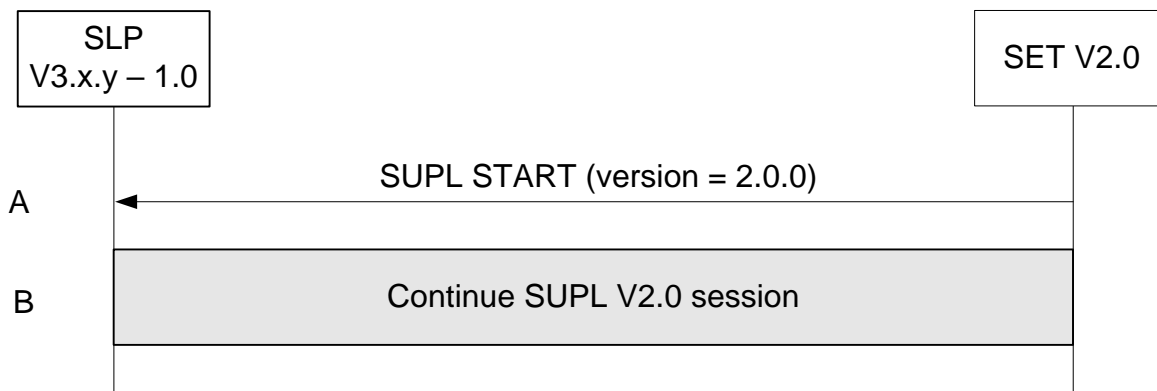 SLP
V3.x.y – 1.0
SET V2.0
SUPL START (version = 2.0.0)
A
Continue SUPL V2.0 session
B